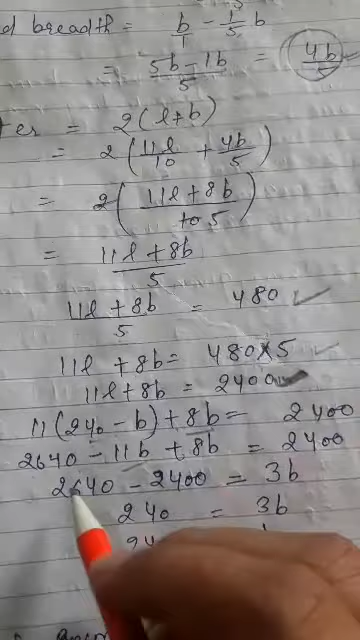 d breadth = b/1 - 1/5 b
= 5b - 1b/5 = 4b/5
ter = 2(l+b)
= 2(11l/10 + 4b/5)
= 2(11l + 8b/10 5)
= 11l + 8b/5
11l + 8b/5 = 480
11l + 8b = 480x5
11l + 8b = 2400
11(240 - b) + 8b = 2400
2640 - 11b + 8b = 2400
2640 - 2400 = 3b
240 = 3b